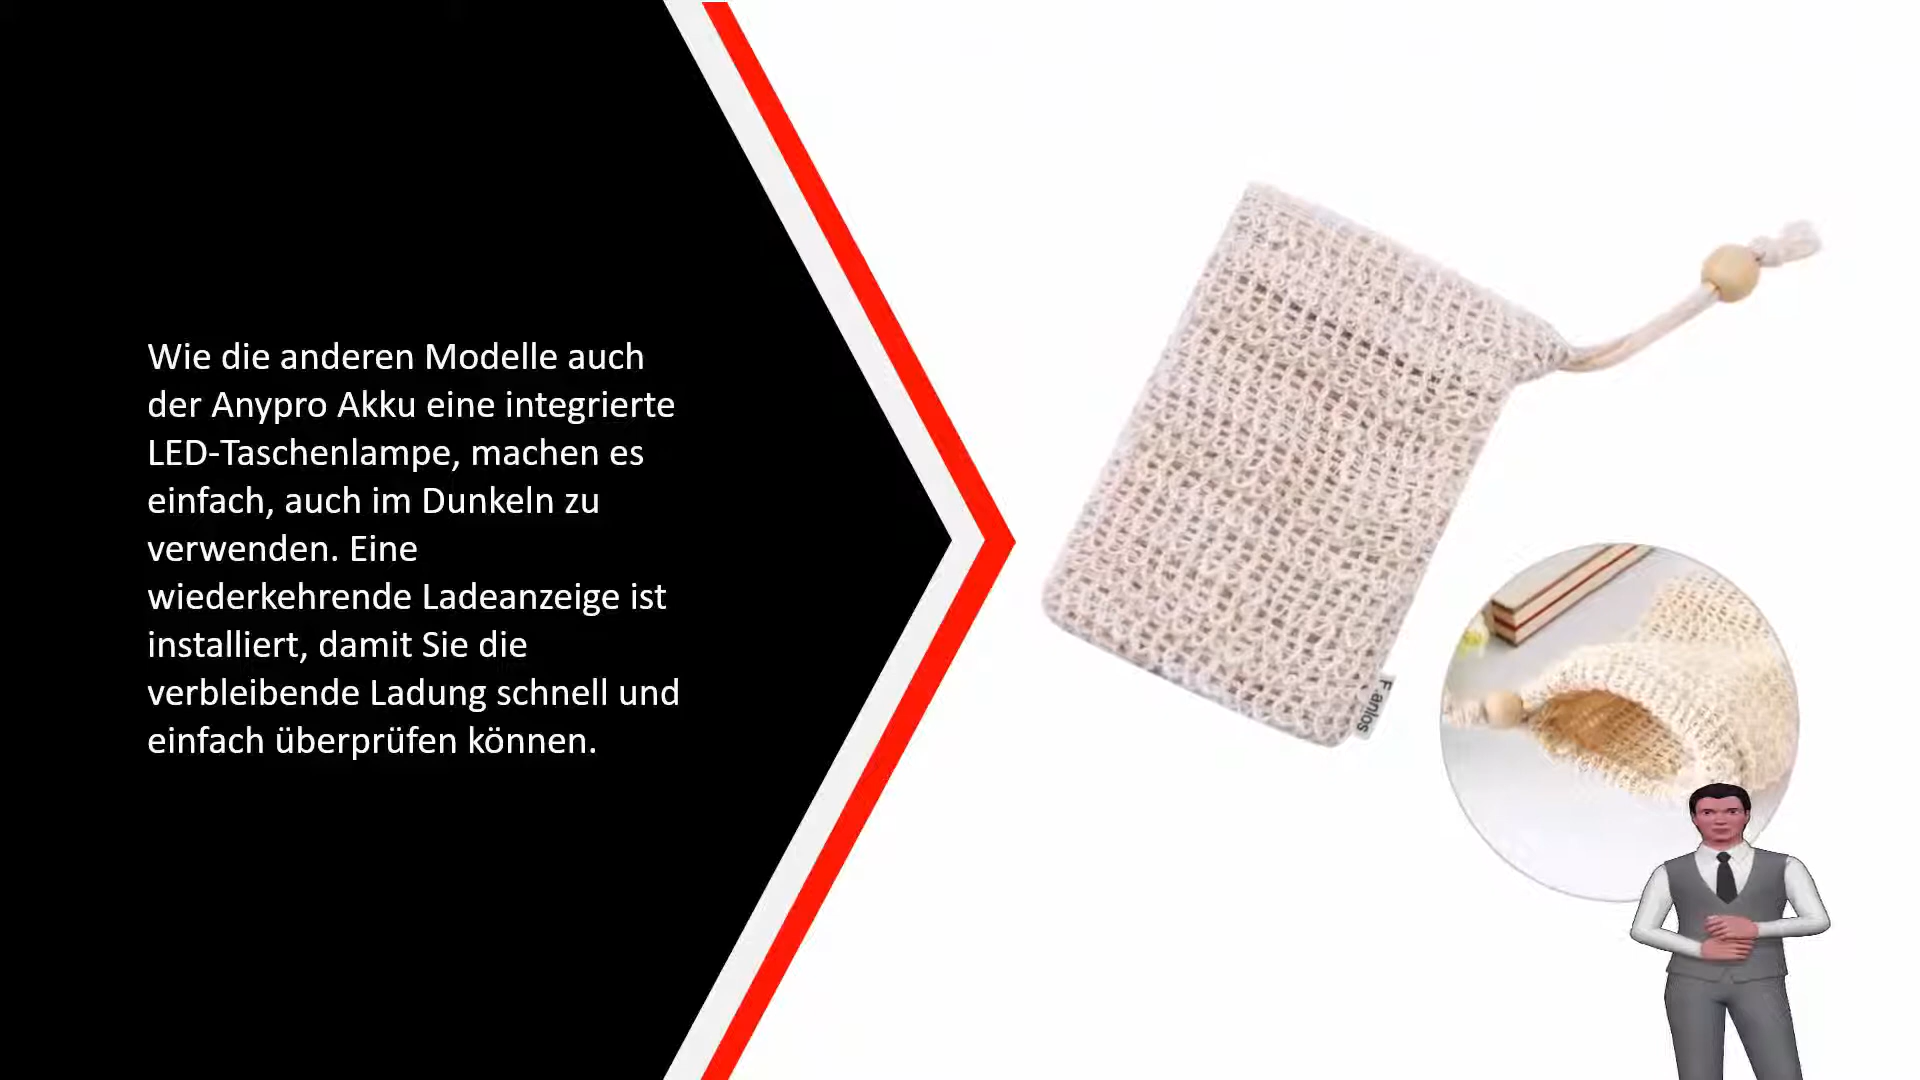 Wie die anderen Modelle auch
der Anypro Akku eine integrierte
LED-Taschenlampe, machen es
einfach, auch im Dunkeln zu
verwenden. Eine
wiederkehrende Ladeanzeige ist
installiert, damit Sie die
verbleibende Ladung schnell und
einfach überprüfen können.
F.anlos